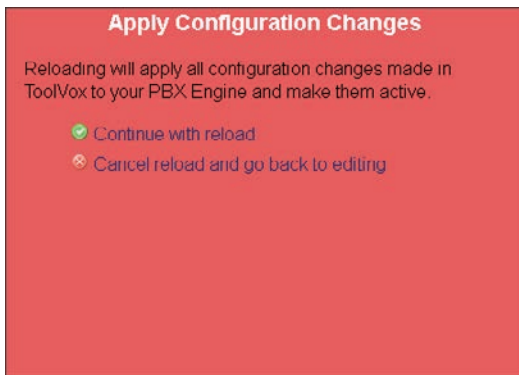 Apply Configuration Changes
Reloading will apply all configuration changes made in
ToolVox to your PBX Engine and make them active.
Continue with reload
Cancel reload and go back to editing